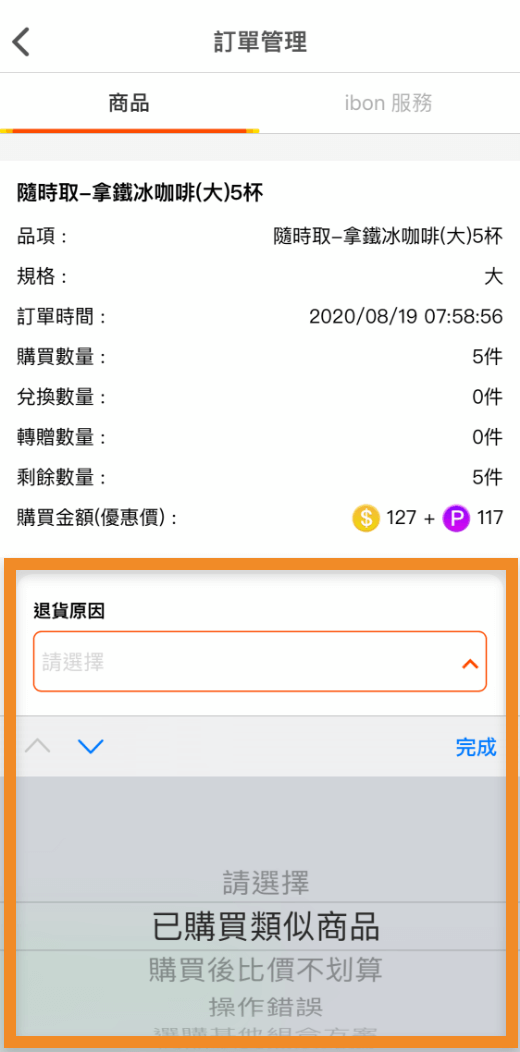 訂單管理
商品
ibon 服務
隨時取–拿鐵冰咖啡(大)5杯
品項：
隨時取–拿鐵冰咖啡(大)5杯
規格：
大
訂單時間：
2020/08/19 07:58:56
購買數量：
5件
兌換數量：
0件
轉贈數量：
0件
剩餘數量：
5件
購買金額(優惠價)：
$ 127 + P 117
退貨原因
請選擇
完成
請選擇
已購買類似商品
購買後比價不划算
操作錯誤